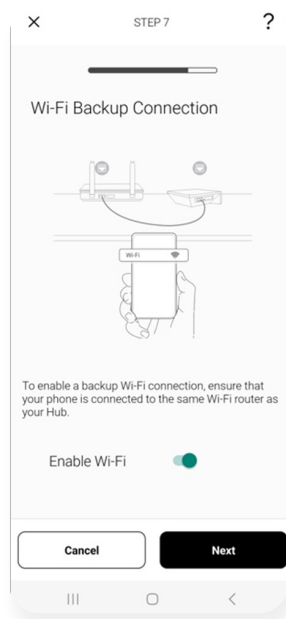 STEP 7
?
Wi-Fi Backup Connection
Wi-Fi
To enable a backup Wi-Fi connection, ensure that
your phone is connected to the same Wi-Fi router as
your Hub.
Enable Wi-Fi
Cancel
Next